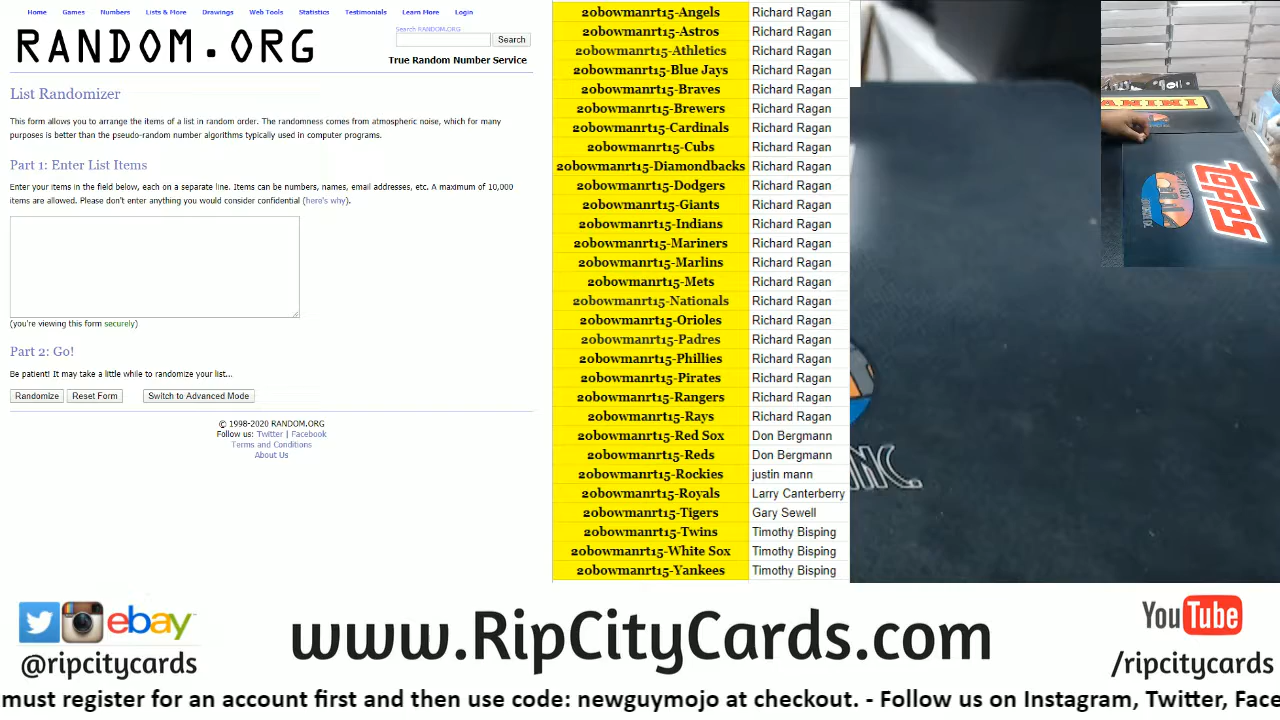 Home Games Numbers Lists & More Drawings Web Tools Statistics Testimonials Learn More Login
RANDOM.ORG
Search RANDOM.ORG
Search
True Random Number Service
List Randomizer
This form allows you to arrange the items of a list in random order. The randomness comes from atmospheric noise, which for many
purposes is better than the pseudo-random number algorithms typically used in computer programs.
Part 1: Enter List Items
Enter your items in the field below, each on a separate line. Items can be numbers, names, email addresses, etc. A maximum of 10,000
items are allowed. Please don't enter anything you would consider confidential (here's why).
(you're viewing this form securely)
Part 2: Go!
Be patient! It may take a little while to randomize your list...
Randomize Reset Form Switch to Advanced Mode
© 1998-2020 RANDOM.ORG
Follow us: Twitter | Facebook
Terms and Conditions
About Us
20bowmanrt15-Angels Richard Ragan
20bowmanrt15-Astros Richard Ragan
20bowmanrt15-Athletics Richard Ragan
20bowmanrt15-Blue Jays Richard Ragan
20bowmanrt15-Braves Richard Ragan
20bowmanrt15-Brewers Richard Ragan
20bowmanrt15-Cardinals Richard Ragan
20bowmanrt15-Cubs Richard Ragan
20bowmanrt15-Diamondbacks Richard Ragan
20bowmanrt15-Dodgers Richard Ragan
20bowmanrt15-Giants Richard Ragan
20bowmanrt15-Indians Richard Ragan
20bowmanrt15-Mariners Richard Ragan
20bowmanrt15-Marlins Richard Ragan
20bowmanrt15-Mets Richard Ragan
20bowmanrt15-Nationals Richard Ragan
20bowmanrt15-Orioles Richard Ragan
20bowmanrt15-Padres Richard Ragan
20bowmanrt15-Phillies Richard Ragan
20bowmanrt15-Pirates Richard Ragan
20bowmanrt15-Rangers Richard Ragan
20bowmanrt15-Rays Richard Ragan
20bowmanrt15-Red Sox Don Bergmann
20bowmanrt15-Reds Don Bergmann
20bowmanrt15-Rockies justin mann
20bowmanrt15-Royals Larry Canterberry
20bowmanrt15-Tigers Gary Sewell
20bowmanrt15-Twins Timothy Bisping
20bowmanrt15-White Sox Timothy Bisping
20bowmanrt15-Yankees Timothy Bisping
topps
ebay
@ripcitycards
www.RipCityCards.com
YouTube
/ripcitycards
must register for an account first and then use code: newguymojo at checkout. - Follow us on Instagram, Twitter, Face